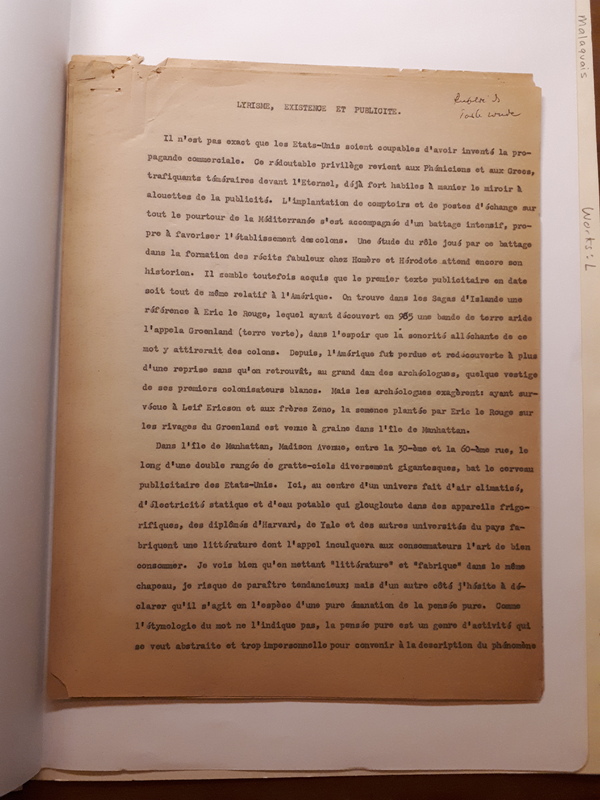 Malaquais
Works: L
LYRISME, EXISTENCE ET PUBLICITE.
Il n'est pas exact que les Etats-Unis soient coupables d'avoir inventé la pro-
pagande commerciale. Ce rédoutable privilège revient aux Phéniciens et aux Grecs,
trafiquants téméraires devant l'Eternel, déjà fort habiles à manier le miroir à
alouettes de la publicité. L'implantation de comptoirs et de postes d'échange sur
tout le pourtour de la Méditerranée s'est accompagnée d'un battage intensif, pro-
pre à favoriser l'établissement des colons. Une étude du rôle joué par ce battage
dans la formation des récits fabuleux chez Homère et Hérodote attend encore son
historien. Il semble toutefois acquis que le premier texte publicitaire en date
soit tout de même relatif à l'Amérique. On trouve dans les Sagas d'Islande une
référence à Eric le Rouge, lequel ayant découvert en 985 une bande de terre aride
l'appela Groenland (terre verte), dans l'espoir que la sonorité alléchante de ce
mot y attirerait des colons. Depuis, l'Amérique fut perdue et redécouverte à plus
d'une reprise sans qu'on retrouvât, au grand dam des archéologues, quelque vestige
de ses premiers colonisateurs blancs. Mais les archéologues exagèrent: ayant sur-
vécue à Leif Ericson et aux frères Zeno, la semence plantée par Eric le Rouge sur
les rivages du Groenland est venue à graine dans l'île de Manhattan.
Dans l'île de Manhattan, Madison Avenue, entre la 30-ème et la 60-ème rue, le
long d'une double rangée de gratte-ciels diversement gigantesques, bat le cerveau
publicitaire des Etats-Unis. Ici, au centre d'un univers fait d'air climatisé,
d'électricité statique et d'eau potable qui glougloute dans des appareils frigo-
rifiques, des diplômés d'Harvard, de Yale et des autres universités du pays fa-
briquent une littérature dont l'appel inculquera aux consommateurs l'art de bien
consommer. Je vois bien qu'en mettant "littérature" et "fabrique" dans le même
chapeau, je risque de paraître tendancieux; mais d'un autre côté j'hésite à dé-
clarer qu'il s'agit en l'espèce d'une pure émanation de la pensée pure. Comme
l'étymologie du mot ne l'indique pas, la pensée pure est un genre d'activité qui
se veut abstraite et trop impersonnelle pour convenir à la description du phénomène